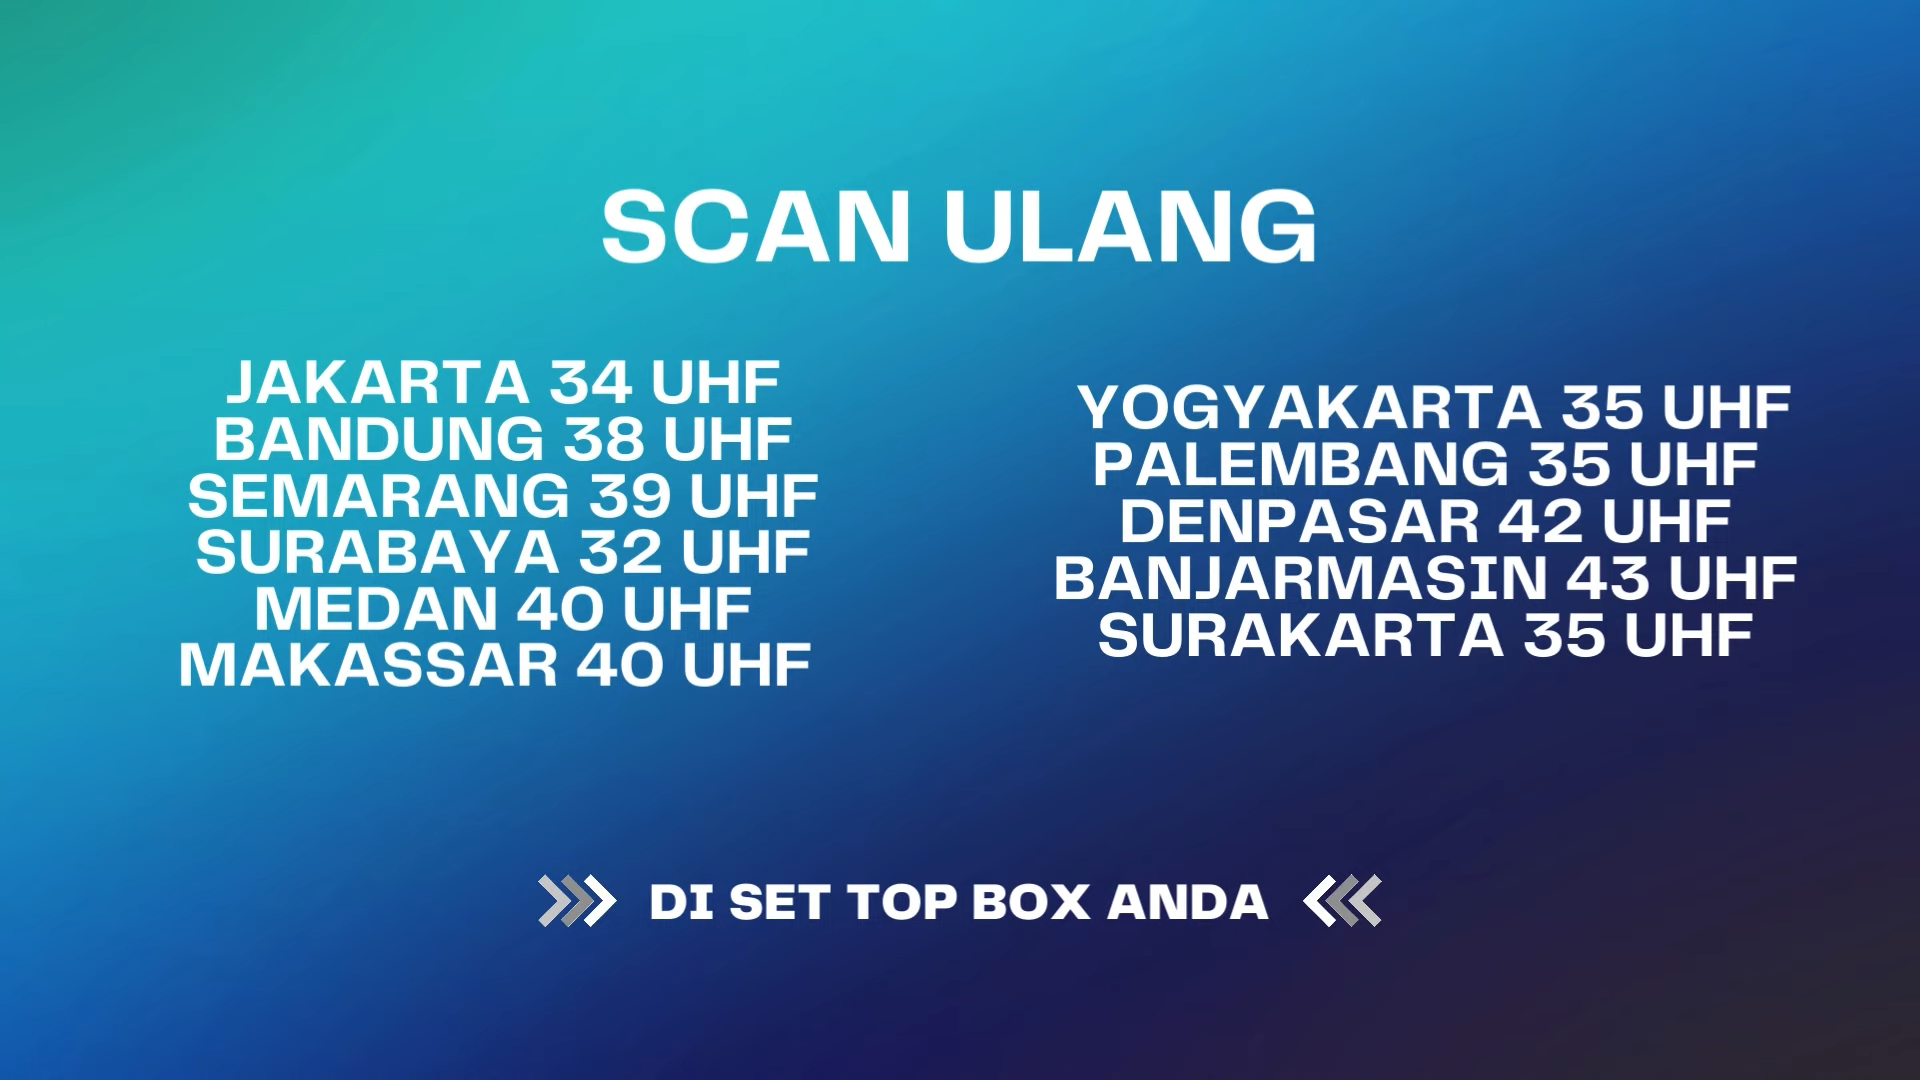 SCAN ULANG
JAKARTA 34 UHF
BANDUNG 38 UHF
SEMARANG 39 UHF
SURABAYA 32 UHF
MEDAN 40 UHF
MAKASSAR 40 UHF
YOGYAKARTA 35 UHF
PALEMBANG 35 UHF
DENPASAR 42 UHF
BANJARMASIN 43 UHF
SURAKARTA 35 UHF
DI SET TOP BOX ANDA